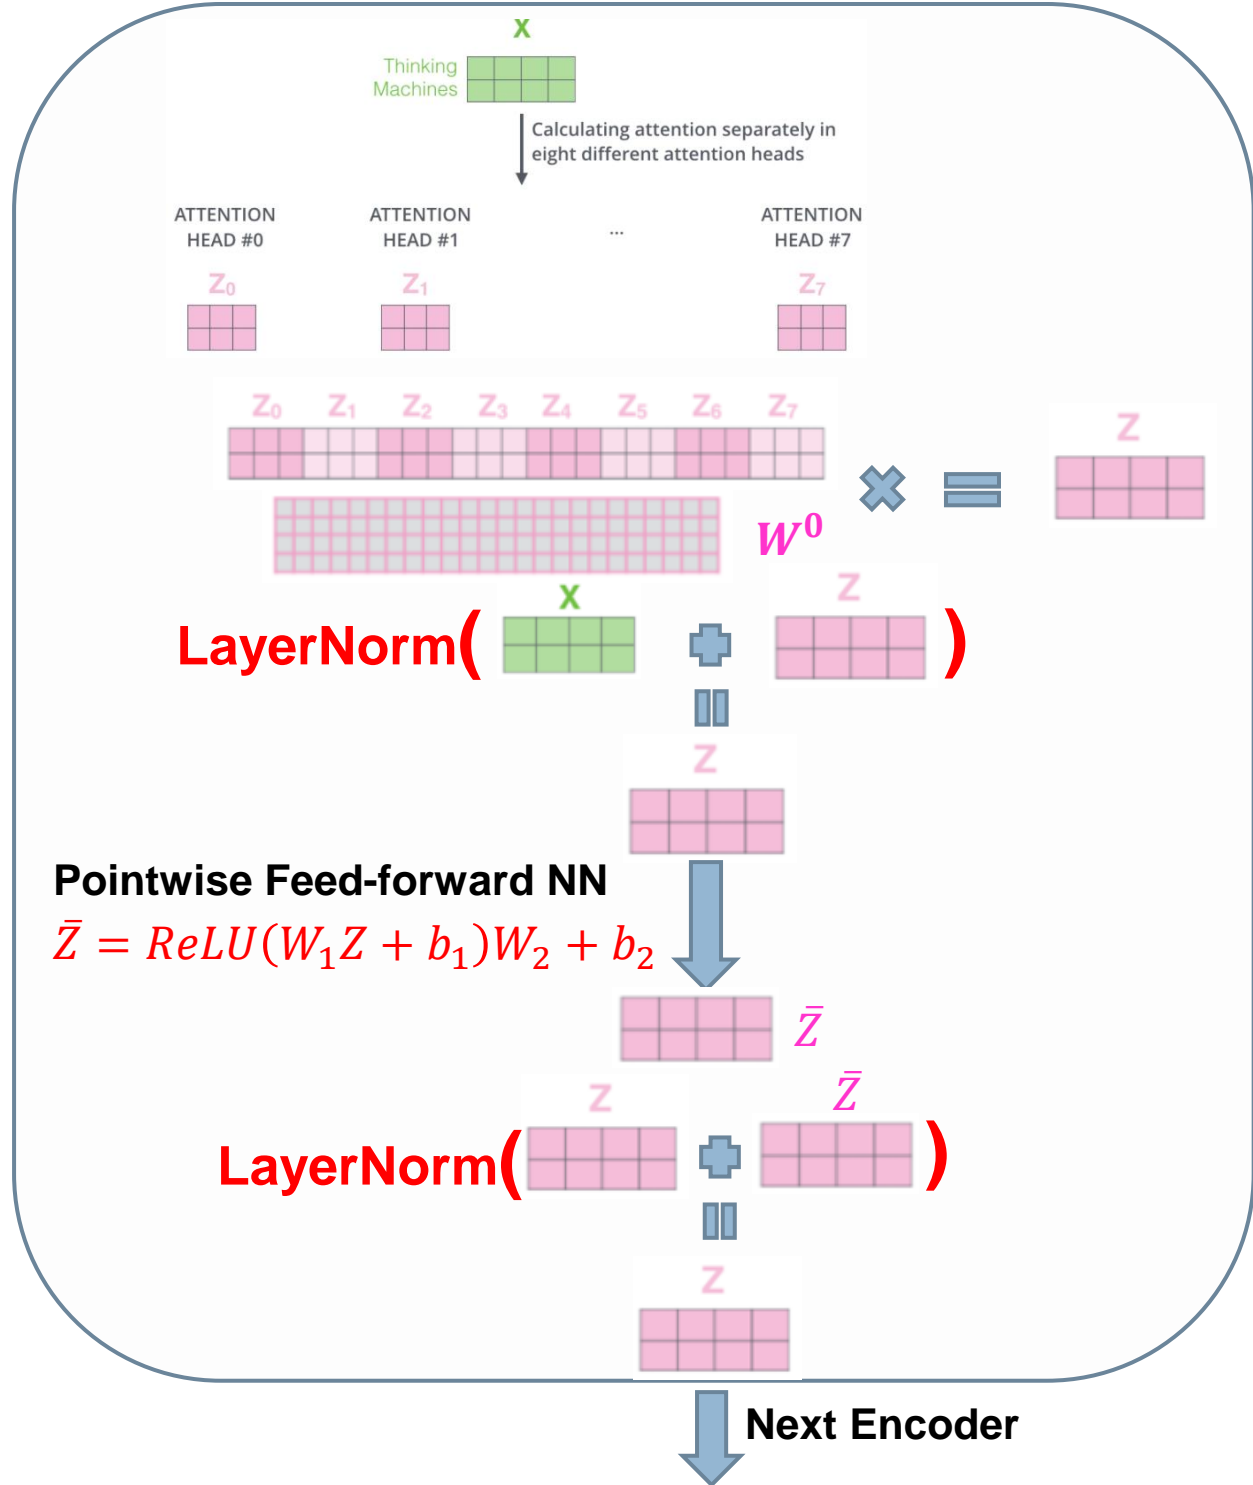 X
Thinking
Machines
Calculating attention separately in
eight different attention heads
ATTENTION
HEAD #0
ATTENTION
HEAD #1
...
ATTENTION
HEAD #7
Z₀
Z₁
Z₇
Z₀ Z₁ Z₂ Z₃ Z₄ Z₅ Z₆ Z₇
Z
W⁰
X
Z
LayerNorm( )
Z
Pointwise Feed-forward NN
Z̄ = ReLU(W₁Z + b₁)W₂ + b₂
Z̄
Z
Z̄
LayerNorm( )
Z
Next Encoder